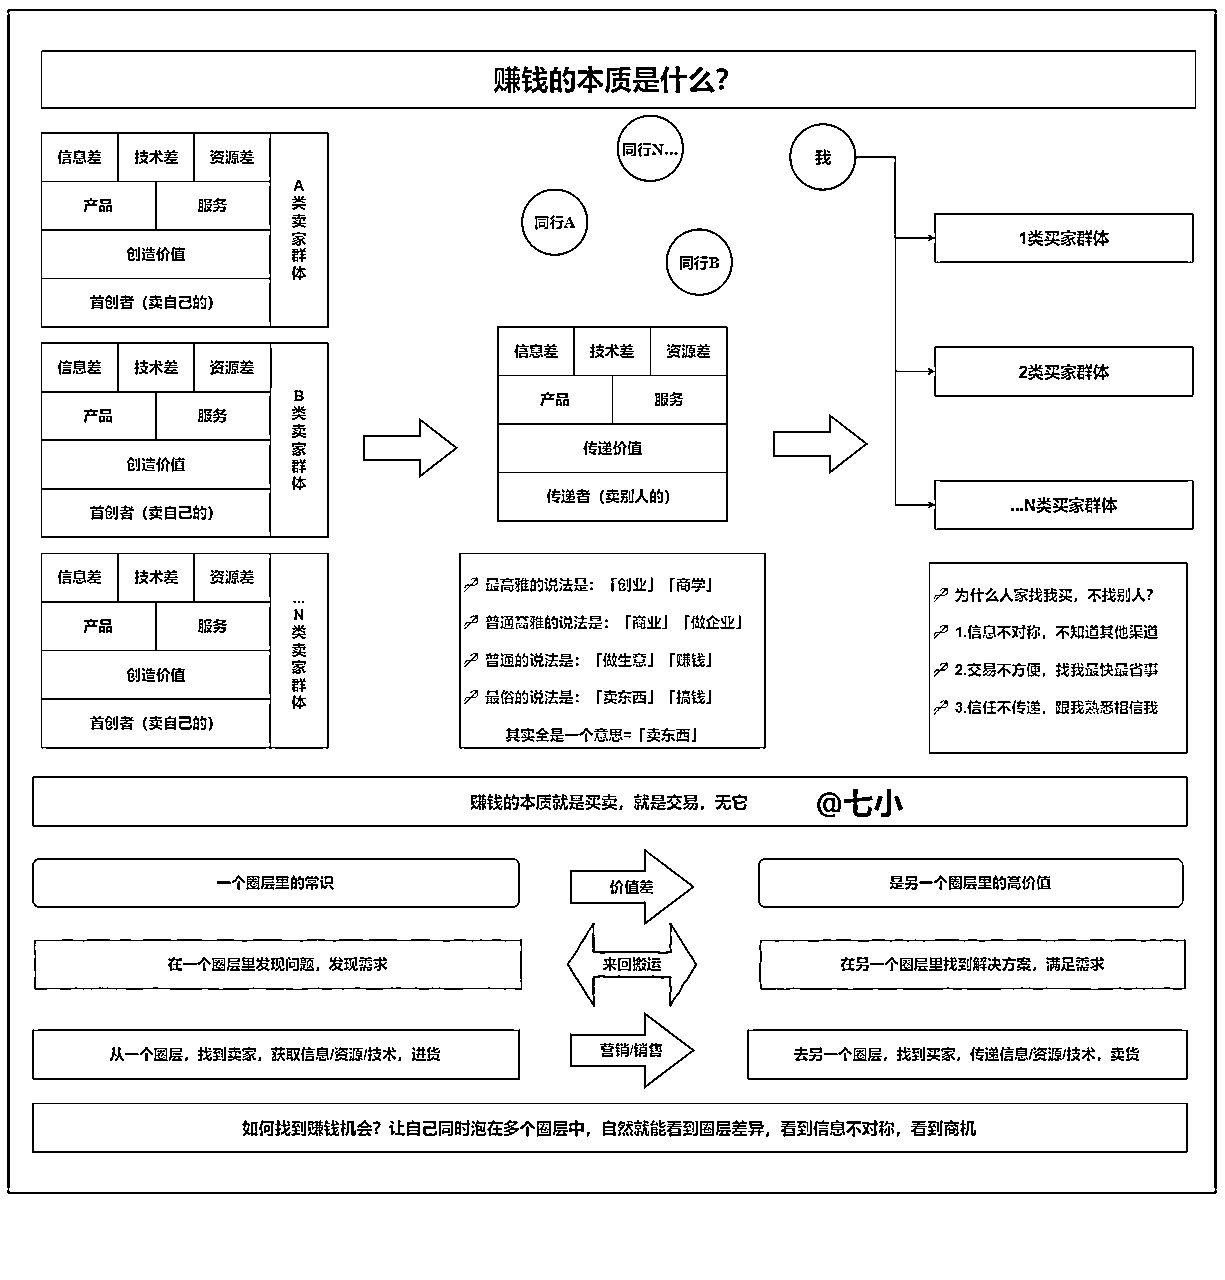 赚钱的本质是什么？
信息差 技术差 资源差
产品 服务
创造价值
首创者（卖自己的）
A类卖家群体
信息差 技术差 资源差
产品 服务
创造价值
首创者（卖自己的）
B类卖家群体
信息差 技术差 资源差
产品 服务
创造价值
首创者（卖自己的）
...N类卖家群体
同行N...
同行A
同行B
信息差 技术差 资源差
产品 服务
传递价值
传递者（卖别人的）
最高雅的说法是：「创业」「商学」
普通高雅的说法是：「商业」「做企业」
普通的说法是：「做生意」「赚钱」
最俗的说法是：「卖东西」「搞钱」
其实全是一个意思=「卖东西」
我
1类买家群体
2类买家群体
...N类买家群体
为什么人家找我买，不找别人？
1.信息不对称，不知道其他渠道
2.交易不方便，找我最快最省事
3.信任不传递，跟我熟悉相信我
赚钱的本质就是买卖，就是交易，无它 @七小
一个圈层里的常识 价值差 是另一个圈层里的高价值
在一个圈层里发现问题，发现需求 来回搬运 在另一个圈层里找到解决方案，满足需求
从一个圈层，找到卖家，获取信息/资源/技术，进货 营销/销售 去另一个圈层，找到买家，传递信息/资源/技术，卖货
如何找到赚钱机会？让自己同时泡在多个圈层中，自然就能看到圈层差异，看到信息不对称，看到商机